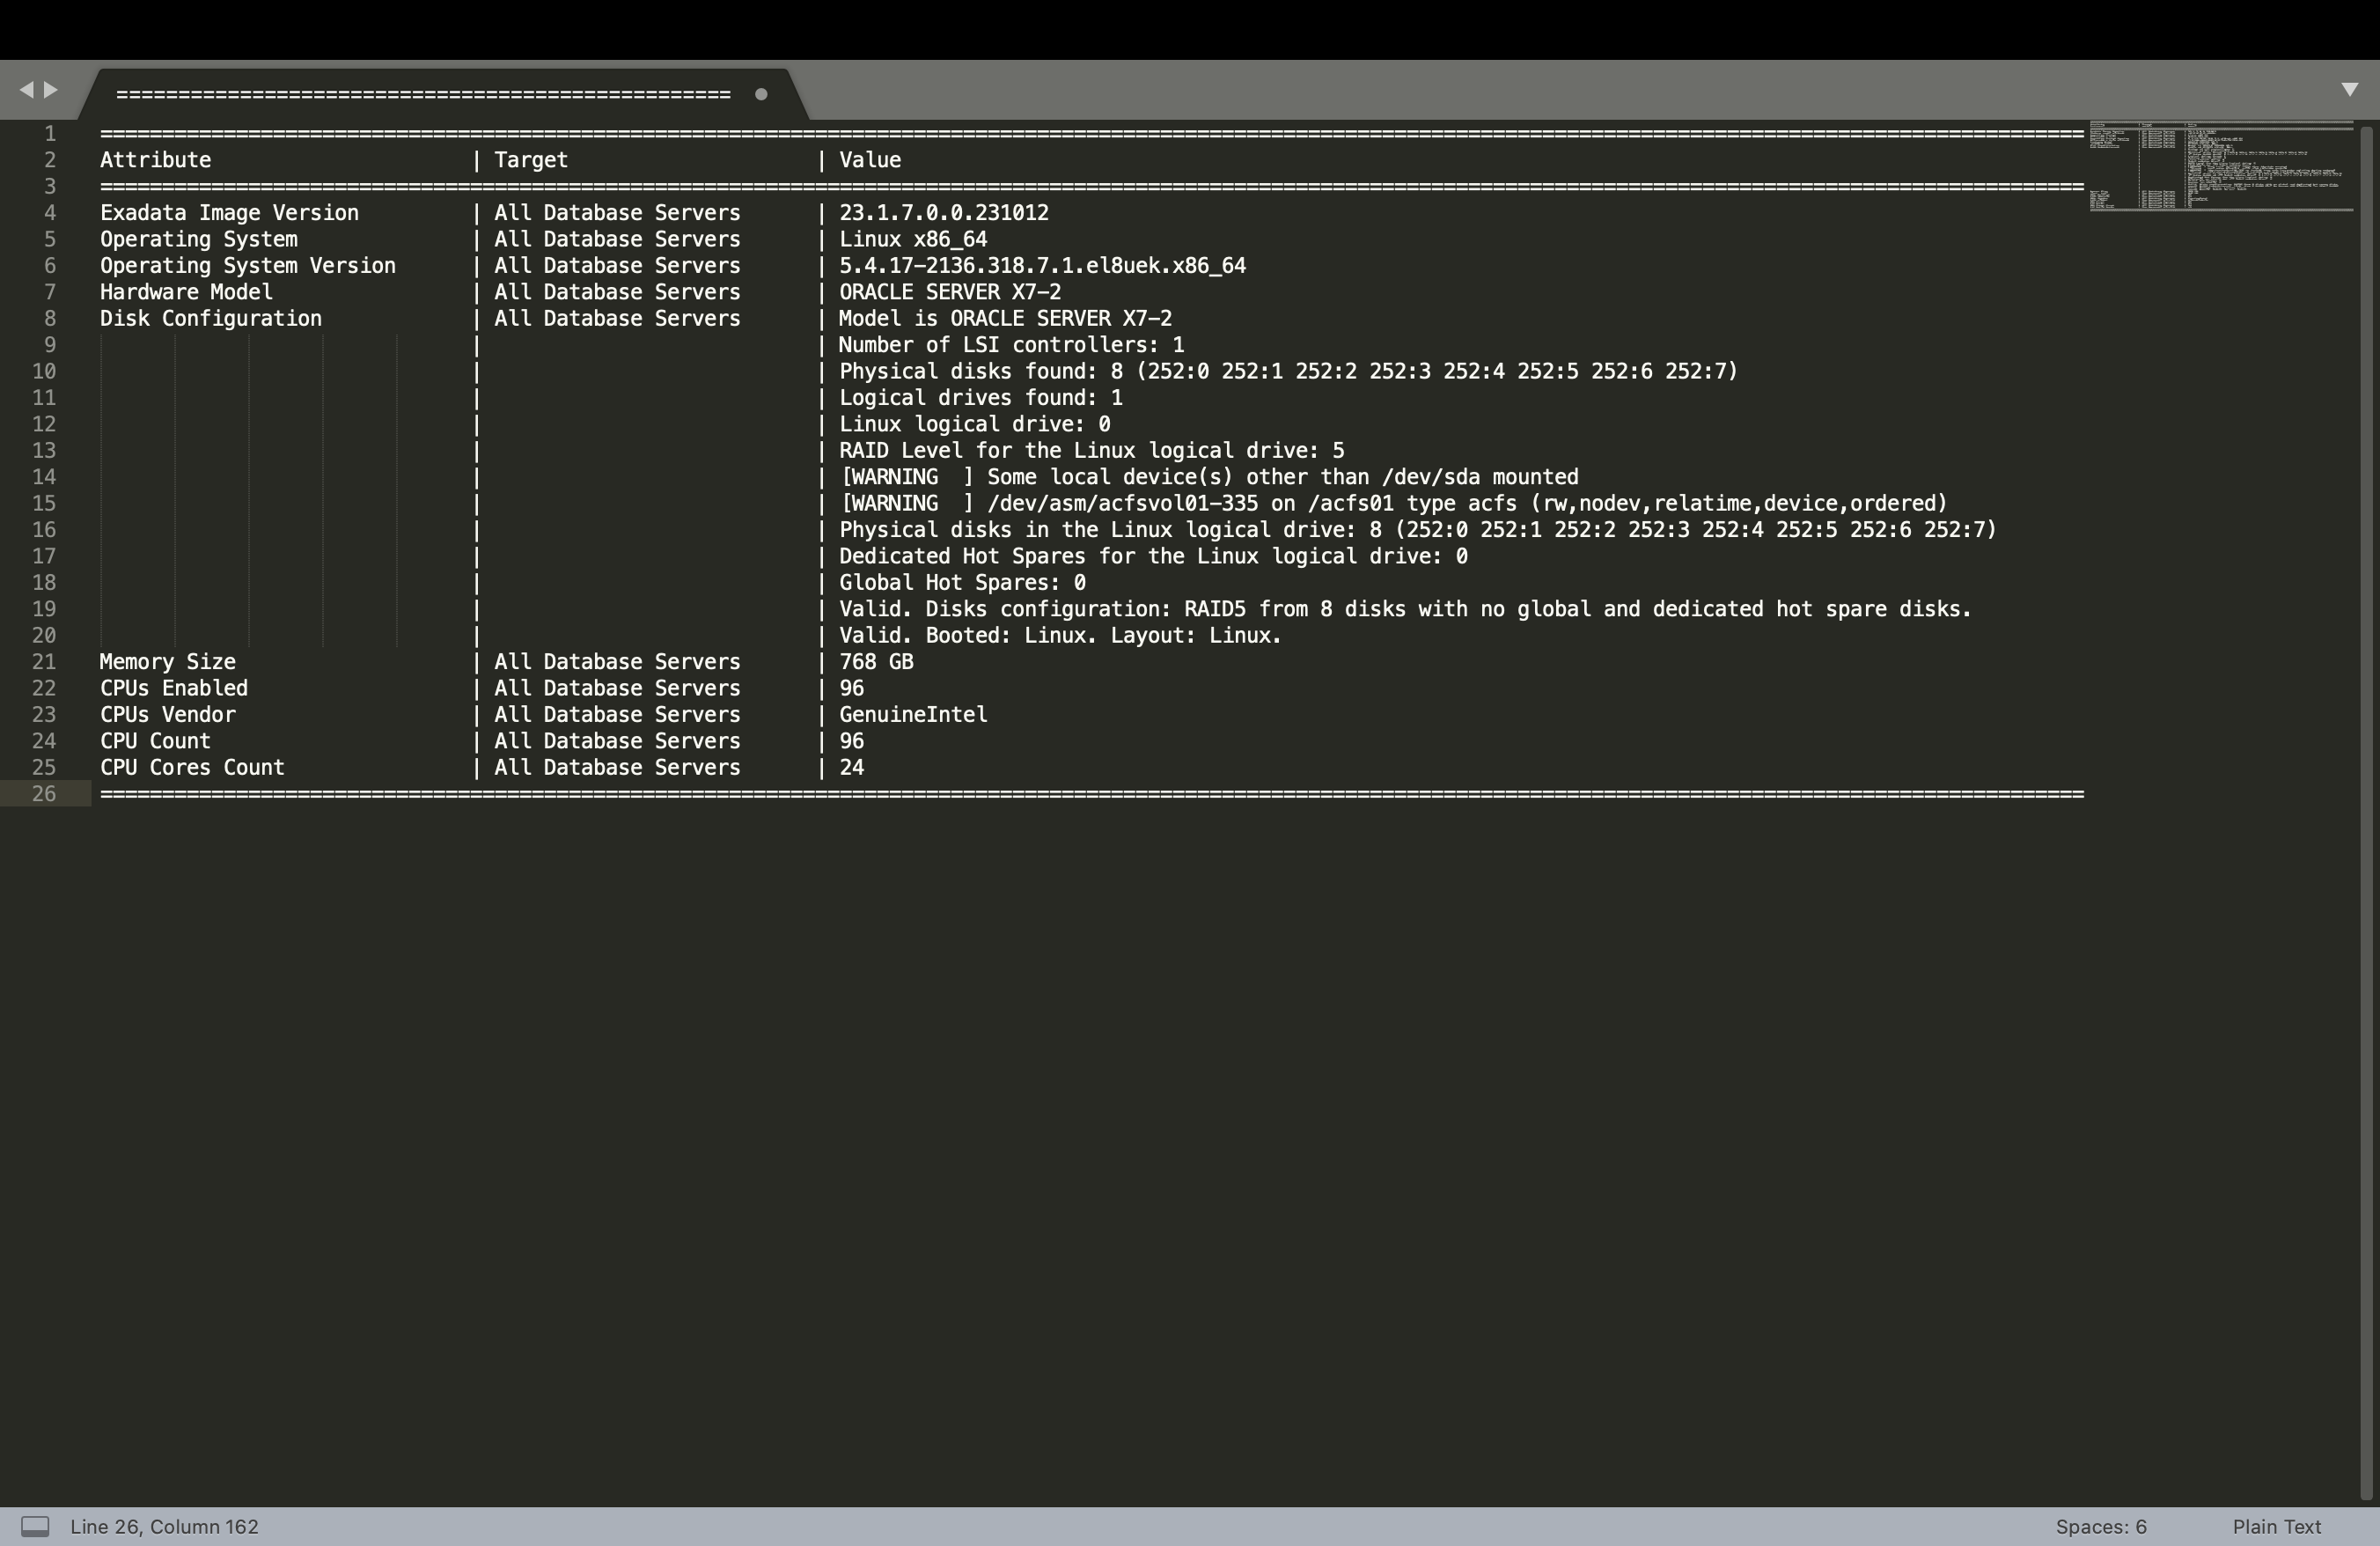 =================================================
1 =================================================================================================================================================================
2 Attribute                     | Target                    | Value
3 =================================================================================================================================================================
4 Exadata Image Version         | All Database Servers      | 23.1.7.0.0.231012
5 Operating System              | All Database Servers      | Linux x86_64
6 Operating System Version      | All Database Servers      | 5.4.17-2136.318.7.1.el8uek.x86_64
7 Hardware Model                | All Database Servers      | ORACLE SERVER X7-2
8 Disk Configuration            | All Database Servers      | Model is ORACLE SERVER X7-2
9                               |                           | Number of LSI controllers: 1
10                              |                           | Physical disks found: 8 (252:0 252:1 252:2 252:3 252:4 252:5 252:6 252:7)
11                              |                           | Logical drives found: 1
12                              |                           | Linux logical drive: 0
13                              |                           | RAID Level for the Linux logical drive: 5
14                              |                           | [WARNING  ] Some local device(s) other than /dev/sda mounted
15                              |                           | [WARNING  ] /dev/asm/acfsvol01-335 on /acfs01 type acfs (rw,nodev,relatime,device,ordered)
16                              |                           | Physical disks in the Linux logical drive: 8 (252:0 252:1 252:2 252:3 252:4 252:5 252:6 252:7)
17                              |                           | Dedicated Hot Spares for the Linux logical drive: 0
18                              |                           | Global Hot Spares: 0
19                              |                           | Valid. Disks configuration: RAID5 from 8 disks with no global and dedicated hot spare disks.
20                              |                           | Valid. Booted: Linux. Layout: Linux.
21 Memory Size                  | All Database Servers      | 768 GB
22 CPUs Enabled                 | All Database Servers      | 96
23 CPUs Vendor                  | All Database Servers      | GenuineIntel
24 CPU Count                    | All Database Servers      | 96
25 CPU Cores Count              | All Database Servers      | 24
26 =================================================================================================================================================================
Line 26, Column 162 Spaces: 6 Plain Text